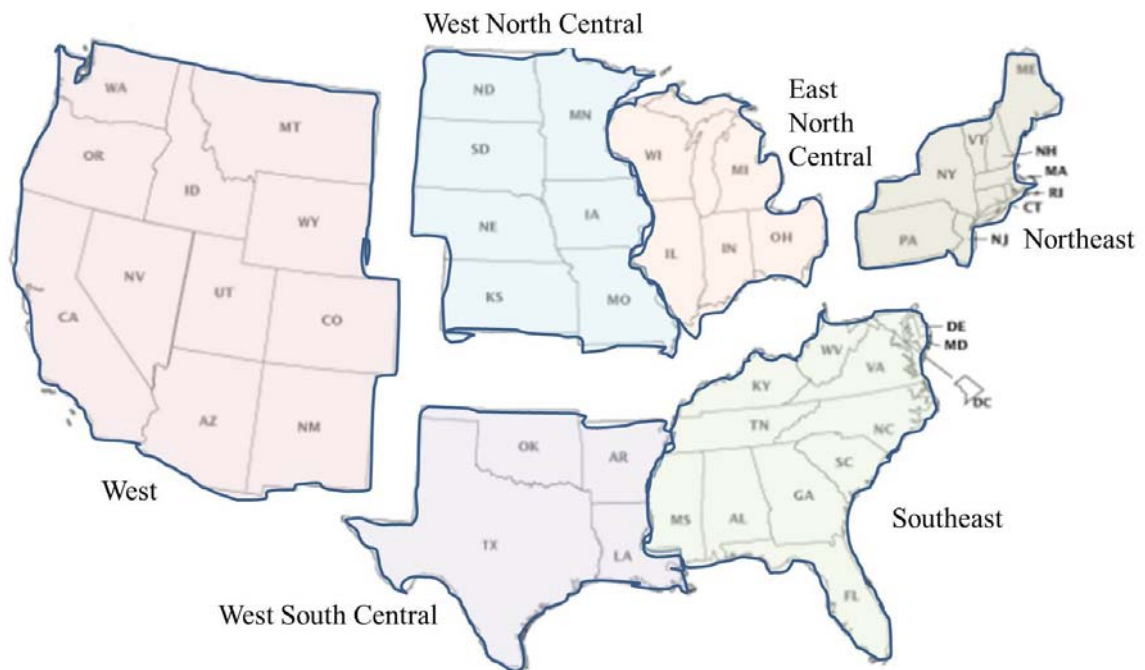 West North Central
WA
MT
OR
ID
WY
NV
UT
CO
CA
AZ
NM
West
ND
MN
SD
NE
IA
KS
MO
East
North
Central
WI
MI
IL
IN
OH
ME
VT
NH
NY
MA
RI
CT
PA
NJ
Northeast
DE
MD
WV
VA
DC
KY
TN
NC
SC
MS
AL
GA
FL
Southeast
OK
AR
TX
LA
West South Central